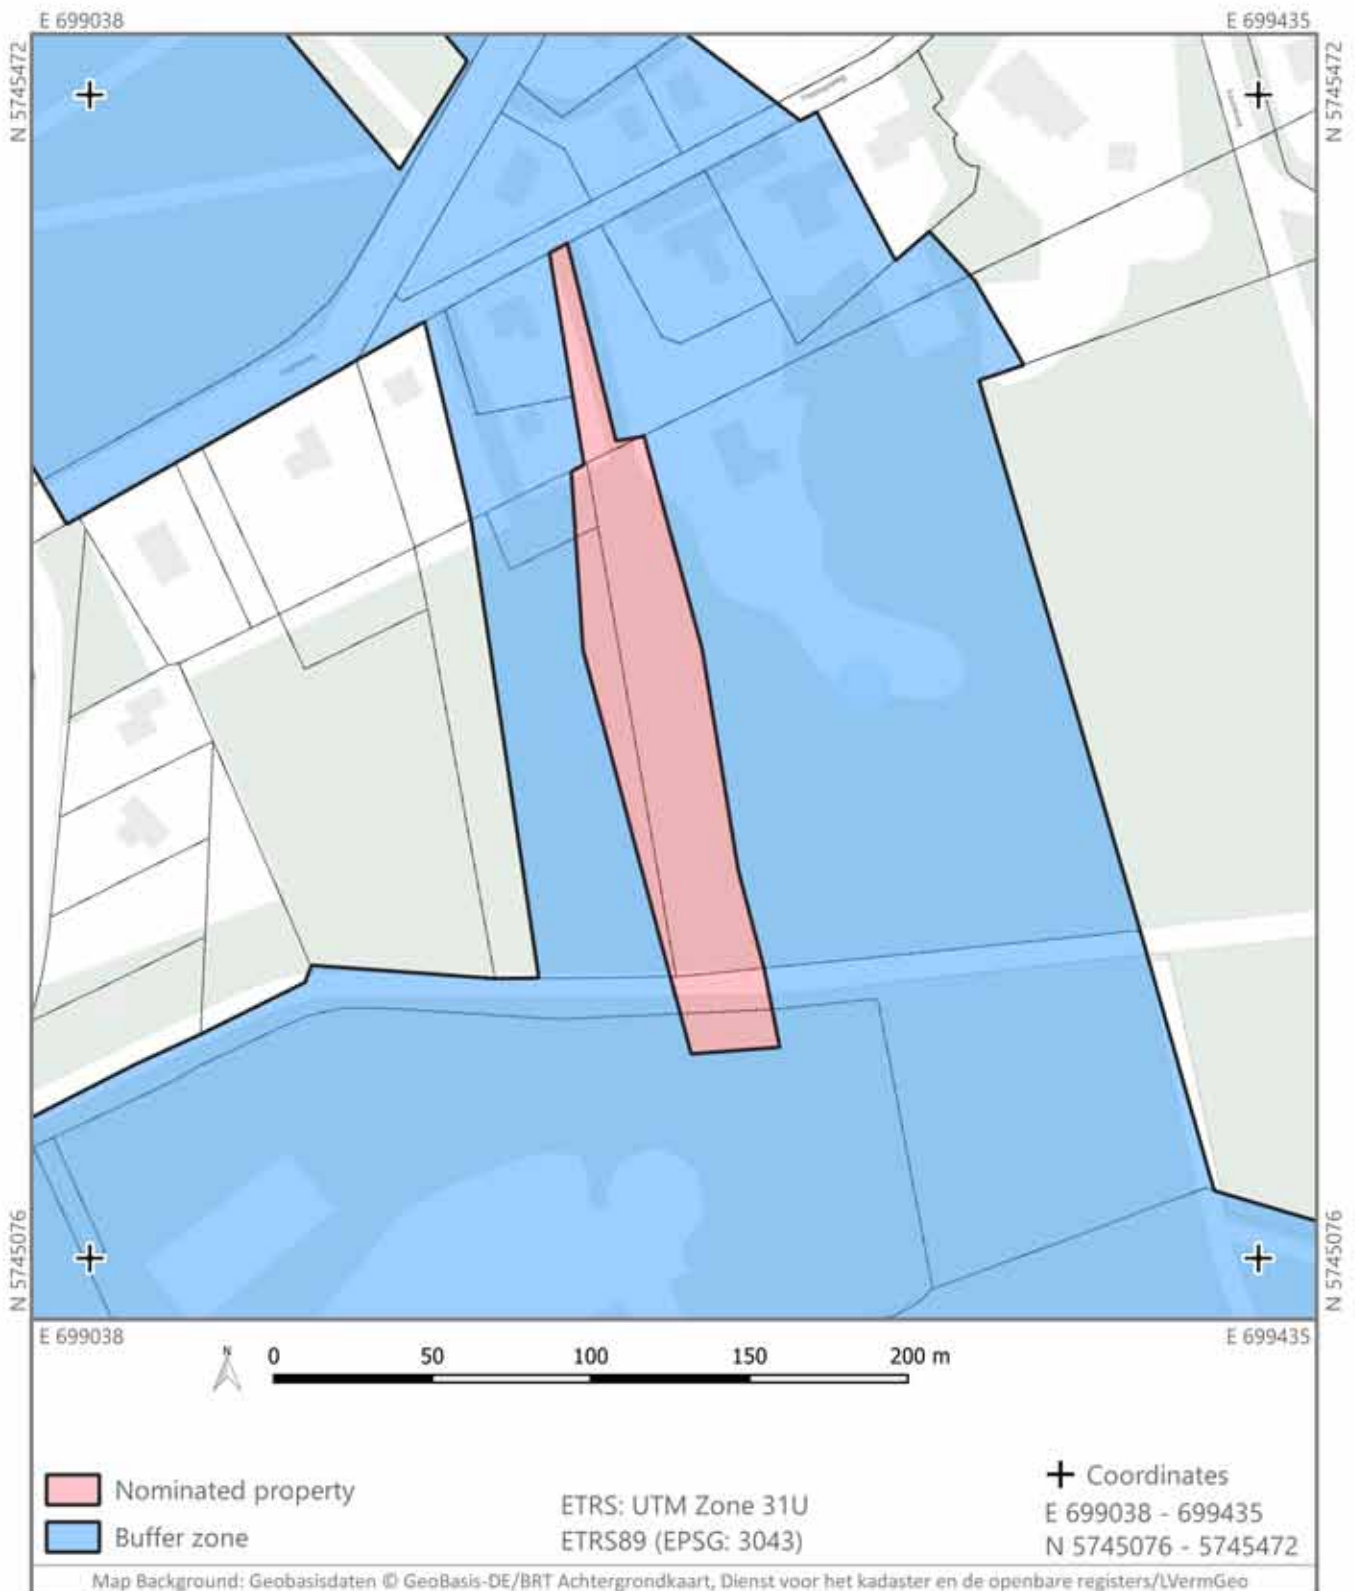 E 699038
E 699435
N 5745472
N 5745472
N 5745076
N 5745076
E 699038
E 699435
N
0 50 100 150 200 m
Nominated property
Buffer zone
ETRS: UTM Zone 31U
ETRS89 (EPSG: 3043)
Coordinates
E 699038 - 699435
N 5745076 - 5745472
Map Background: Geobasisdaten © GeoBasis-DE/BRT Achtergrondkaart, Dienst voor het kadaster en de openbare registers/LVermGeo